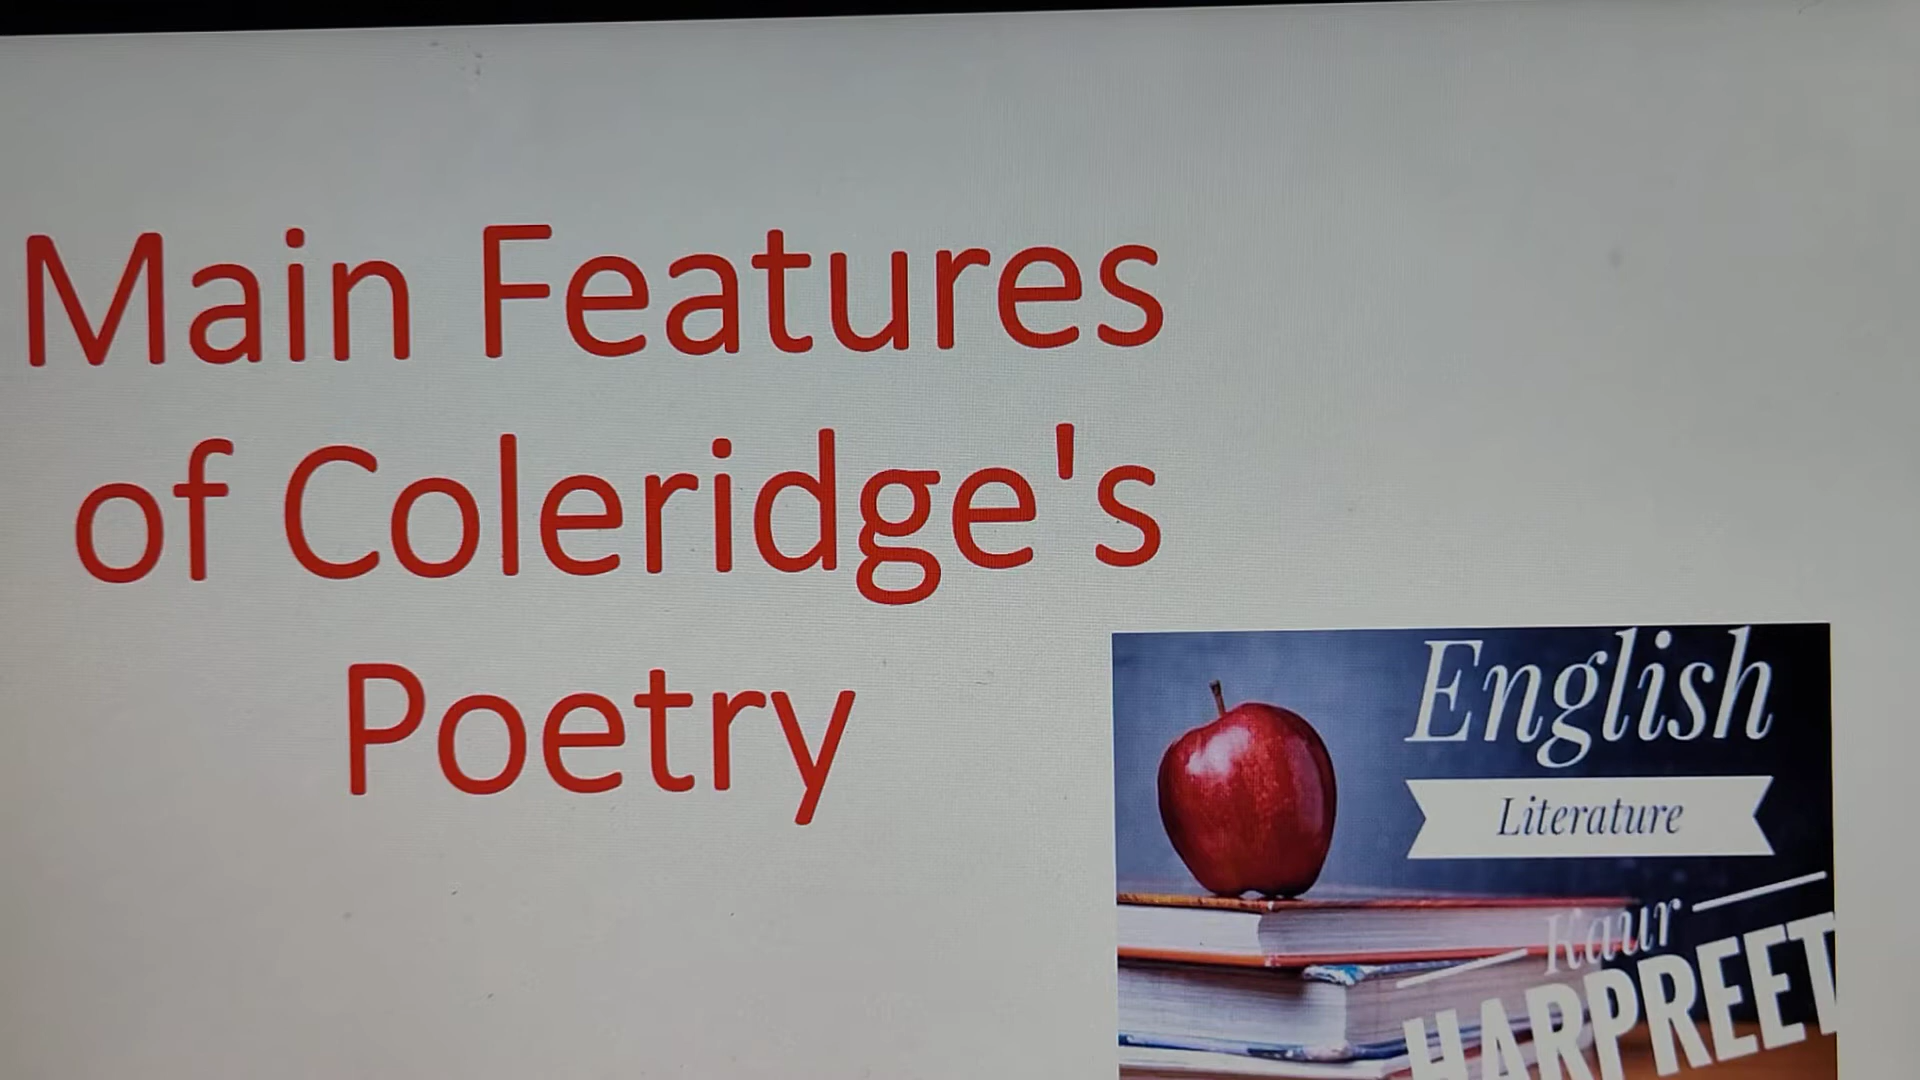 Main Features
of Coleridge's
Poetry
English
Literature
Kaur
HARPREET